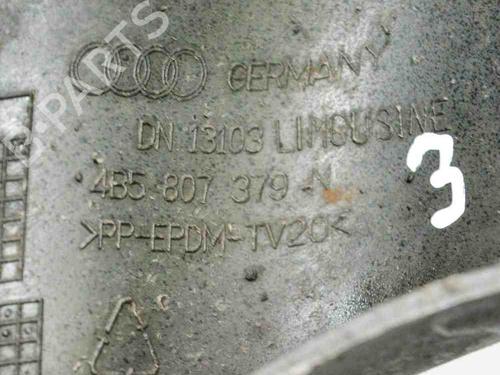 GERMANY
DN 13103 LIMOUSINE
4B5 807 379 N
>PP-EPDM-TV20<
3